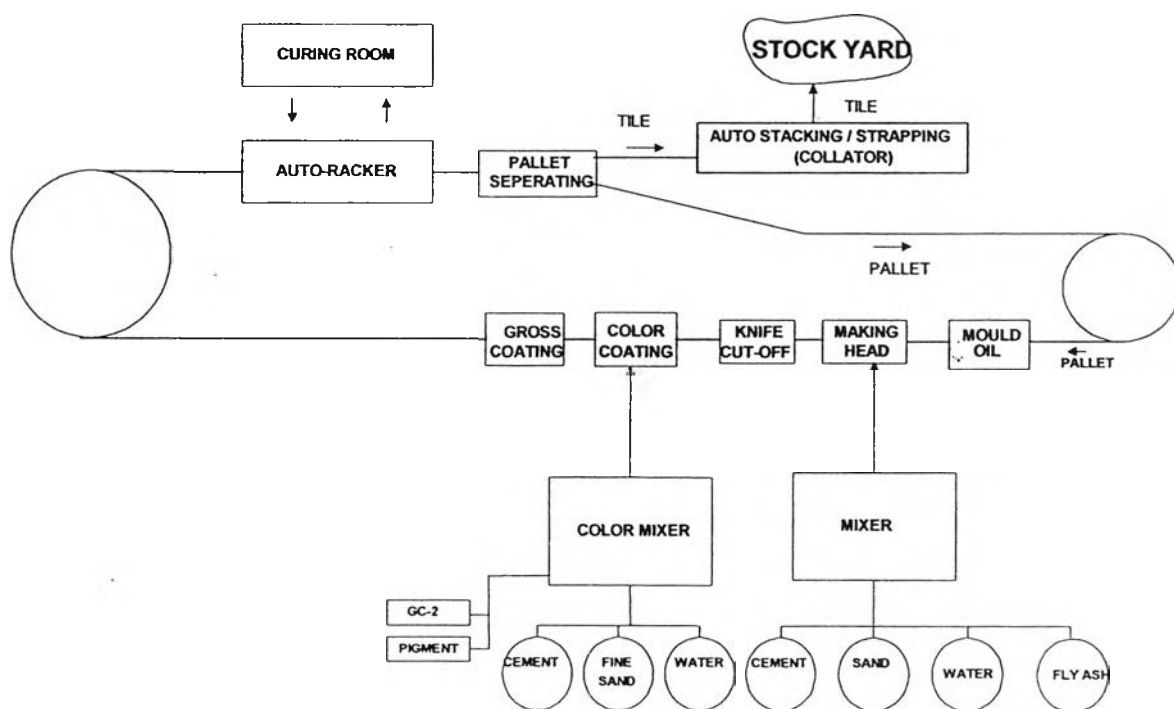 CURING ROOM
STOCK YARD
TILE
TILE
AUTO STACKING / STRAPPING
(COLLATOR)
AUTO-RACKER
PALLET
SEPERATING
PALLET
GROSS
COATING
COLOR
COATING
KNIFE
CUT-OFF
MAKING
HEAD
MOULD
OIL
PALLET
COLOR MIXER
MIXER
GC-2
PIGMENT
CEMENT
FINE
SAND
WATER
CEMENT
SAND
WATER
FLY ASH